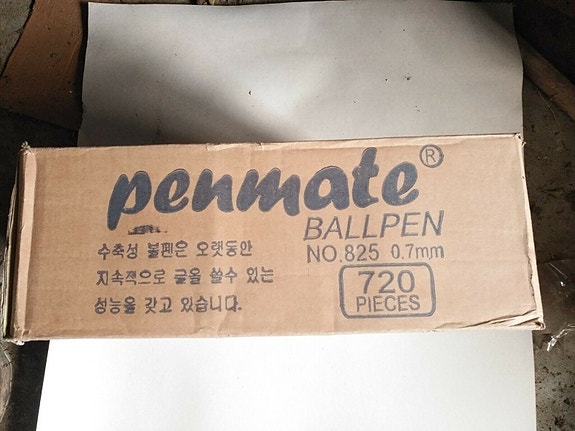 penmate®
BALLPEN
NO.825 0.7mm
720
PIECES
수축성 볼펜은 오랫동안
지속적으로 글을 쓸수 있는
성능을 갖고 있습니다.